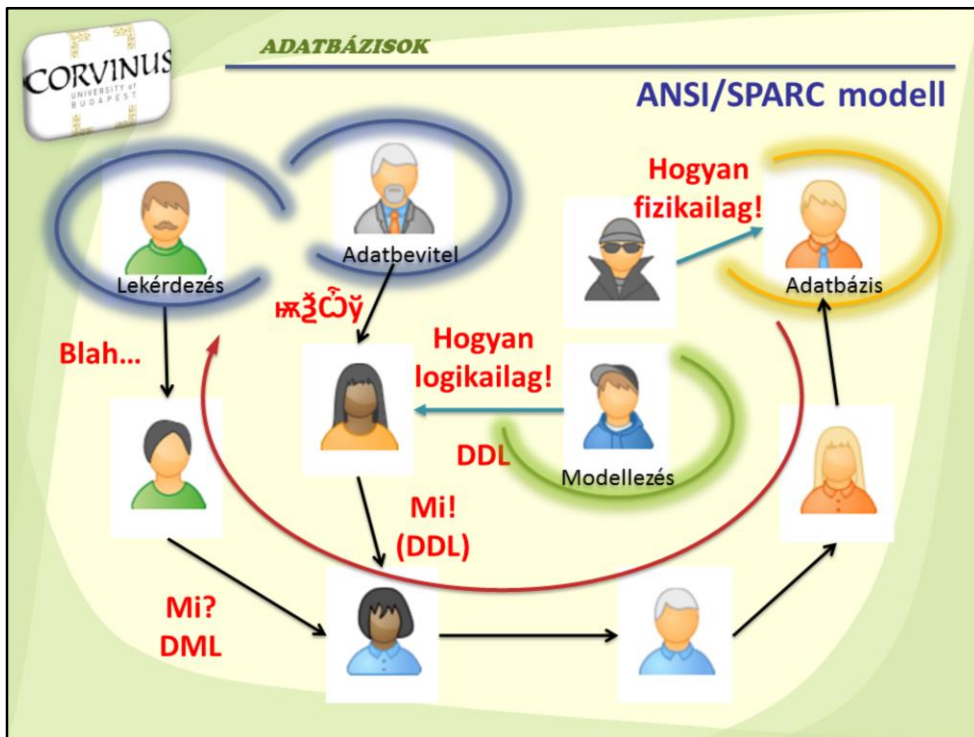 CORVINUS
UNIVERSITY of
BUDAPEST
ADATBÁZISOK
ANSI/SPARC modell
Hogyan
fizikailag!
Lekérdezés
Adatbevitel
Adatbázis
Blah...
Hogyan
logikailag!
DDL
Modellezés
Mi!
(DDL)
Mi?
DML